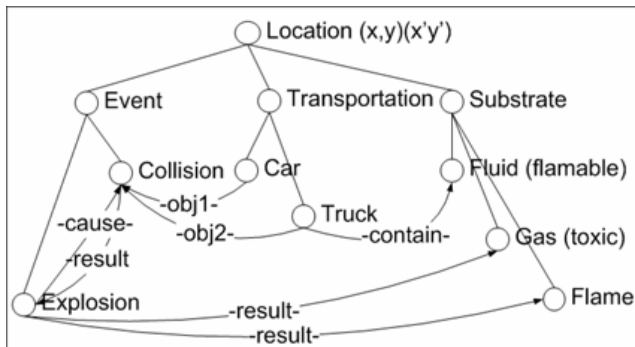 Location (x,y)(x'y')
Event
Transportation
Substrate
Collision
Car
Fluid (flamable)
-obj1-
Truck
-cause-
-obj2-
-contain-
Gas (toxic)
-result
Explosion
-result-
Flame
-result-